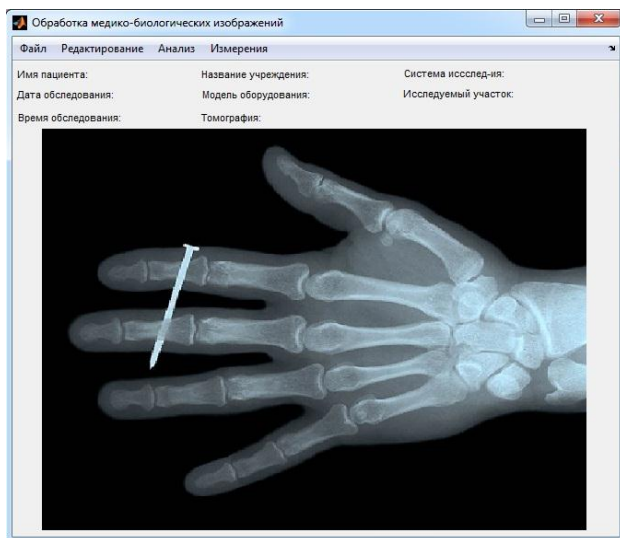 Обработка медико-биологических изображений
Файл Редактирование Анализ Измерения
Имя пациента: Название учреждения: Система иссслед-ия:
Дата обследования: Модель оборудования: Исследуемый участок:
Время обследования: Томография: